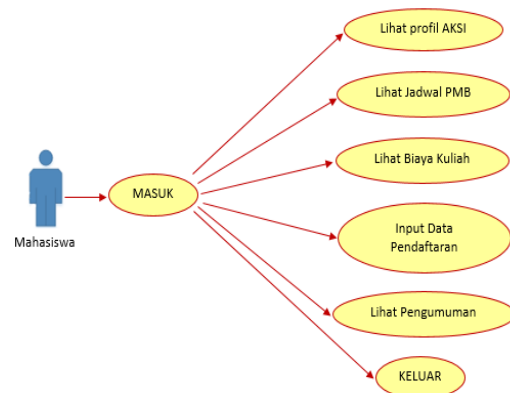 Lihat profil AKSI
Lihat Jadwal PMB
Lihat Biaya Kuliah
MASUK
Mahasiswa
Input Data
Pendaftaran
Lihat Pengumuman
KELUAR